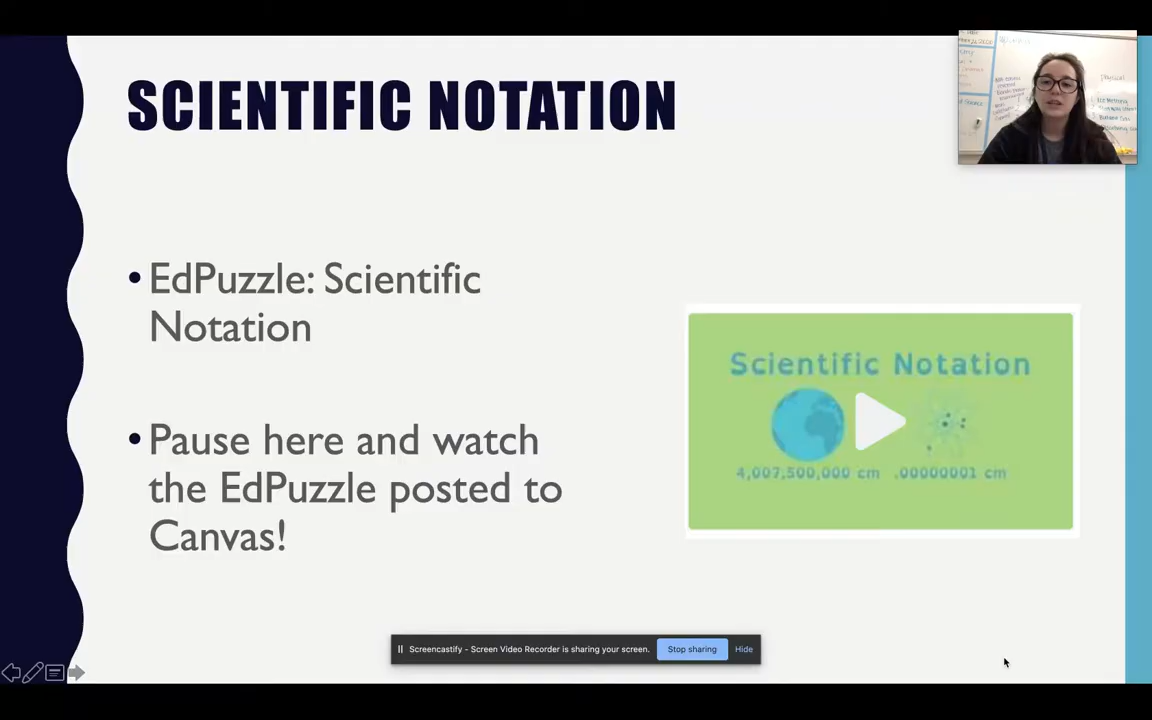 SCIENTIFIC NOTATION
• EdPuzzle: Scientific
Notation
• Pause here and watch
the EdPuzzle posted to
Canvas!
Scientific Notation
4,007,500,000 cm .00000001 cm
physical
Screencastify - Screen Video Recorder is sharing your screen.
Stop sharing
Hide